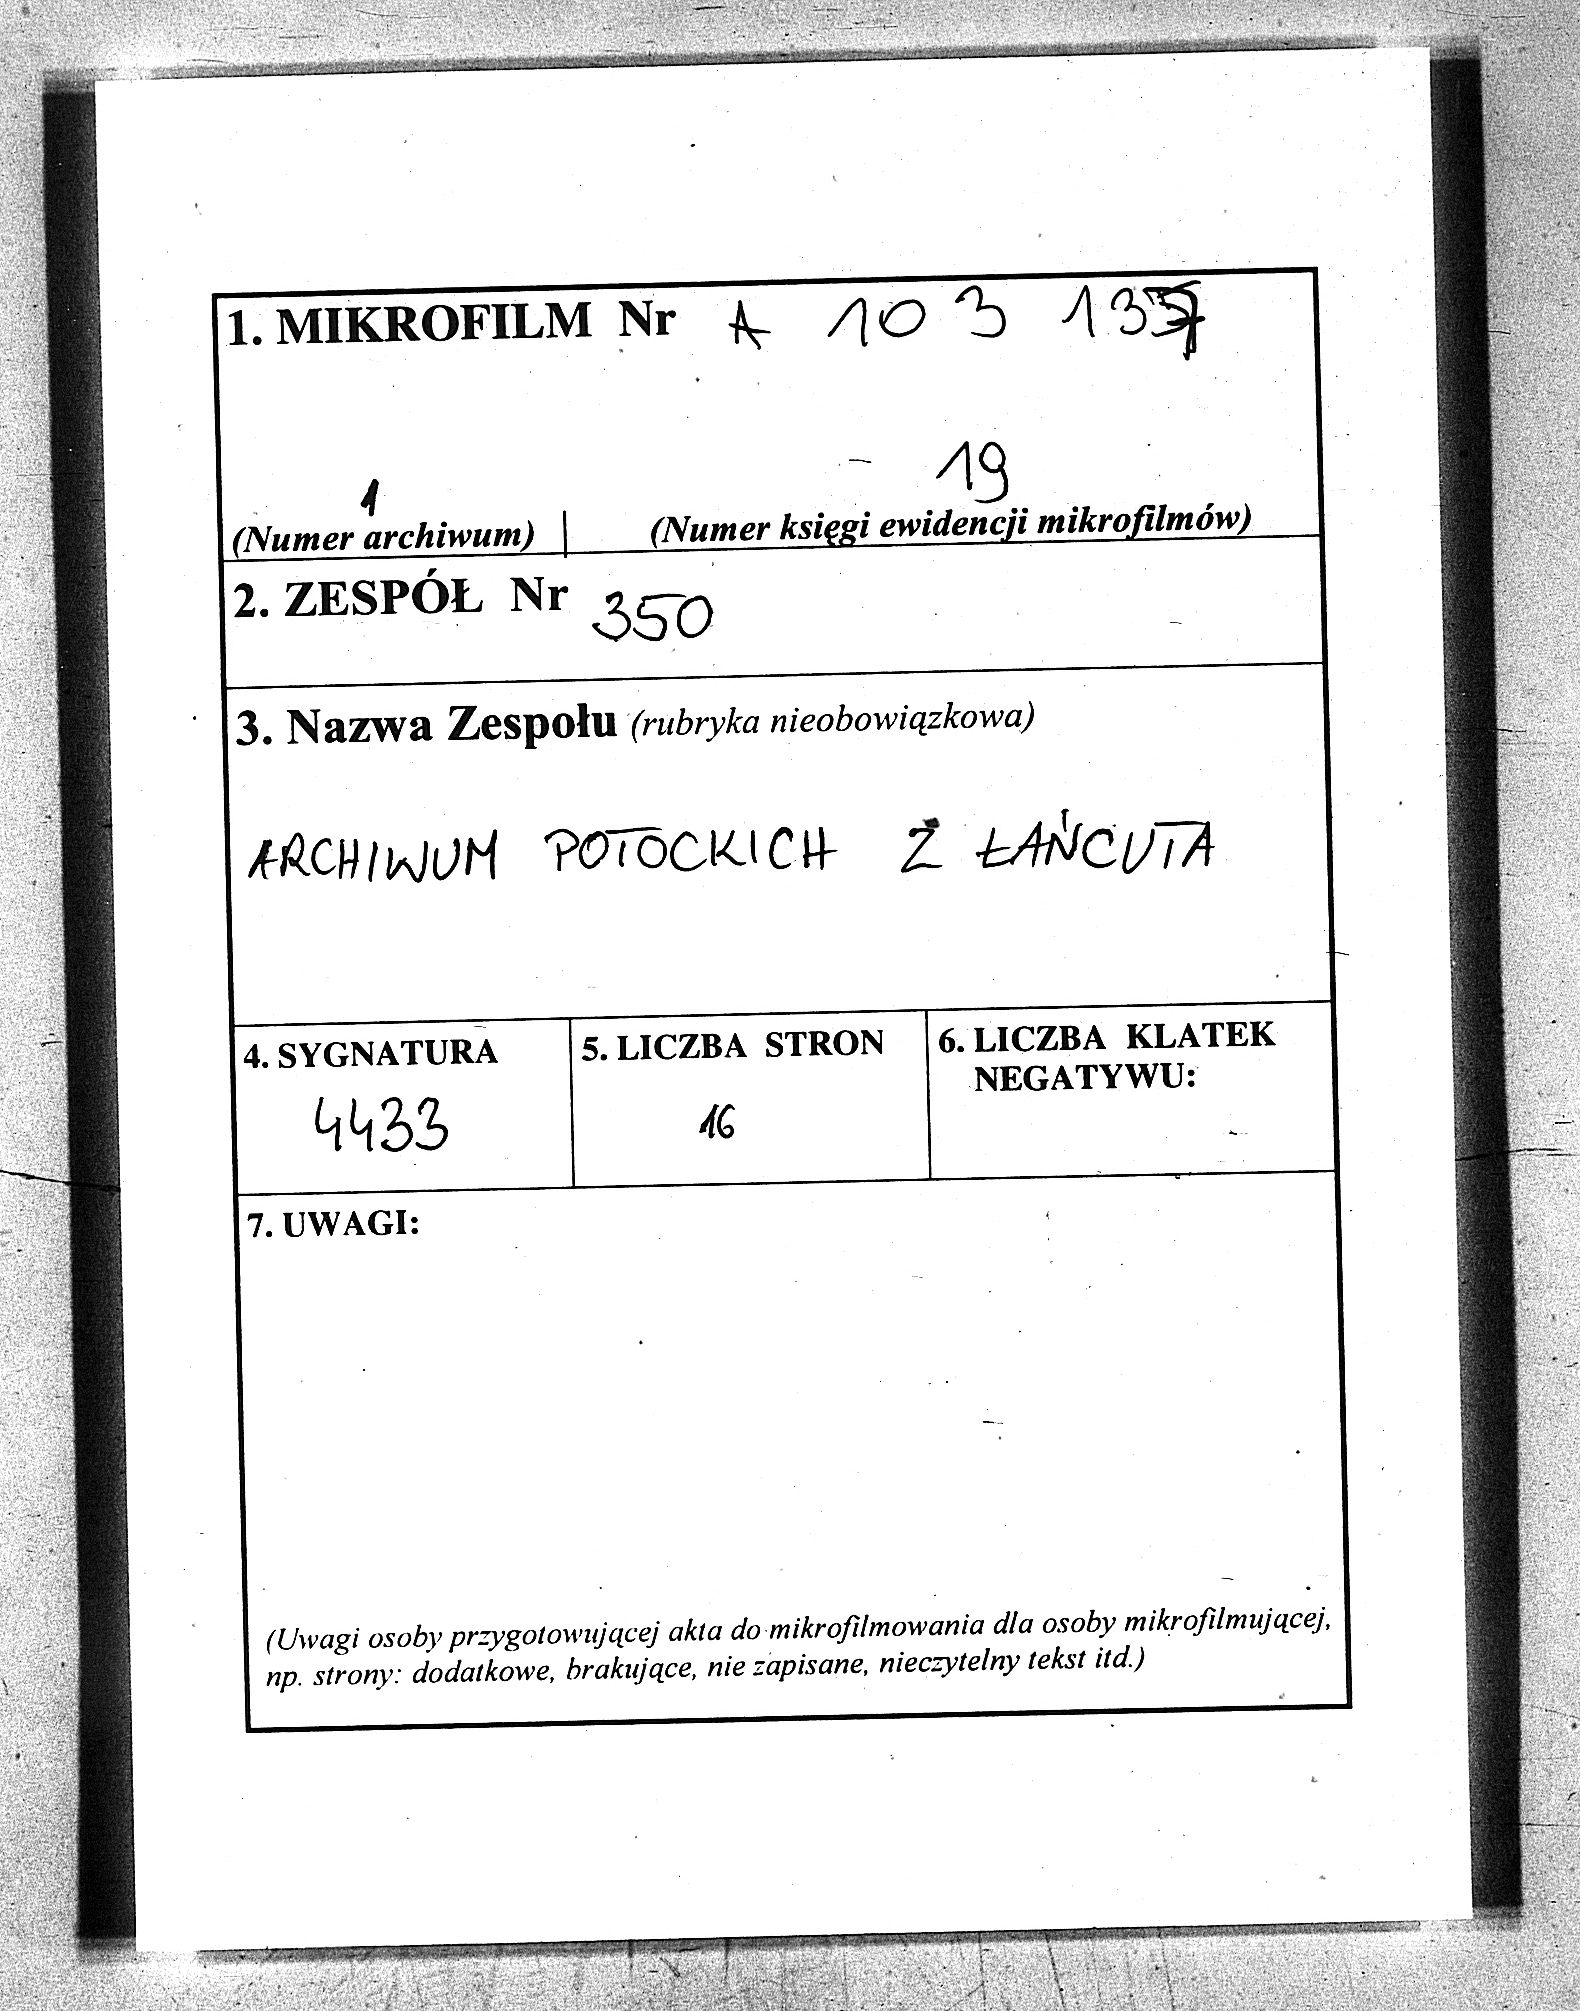 1. MIKROFILM Nr A 103 137
19
1
(Numer archiwum) | (Numer księgi ewidencji mikrofilmów)
2. ZESPÓŁ Nr 350
3. Nazwa Zespołu (rubryka nieobowiązkowa)
ARCHIWUM POTOCKICH Z ŁAŃCUTA
4. SYGNATURA
4433
5. LICZBA STRON
16
6. LICZBA KLATEK
NEGATYWU:
7. UWAGI:
(Uwagi osoby przygotowującej akta do mikrofilmowania dla osoby mikrofilmującej,
np. strony: dodatkowe, brakujące, nie zapisane, nieczytelny tekst itd.)